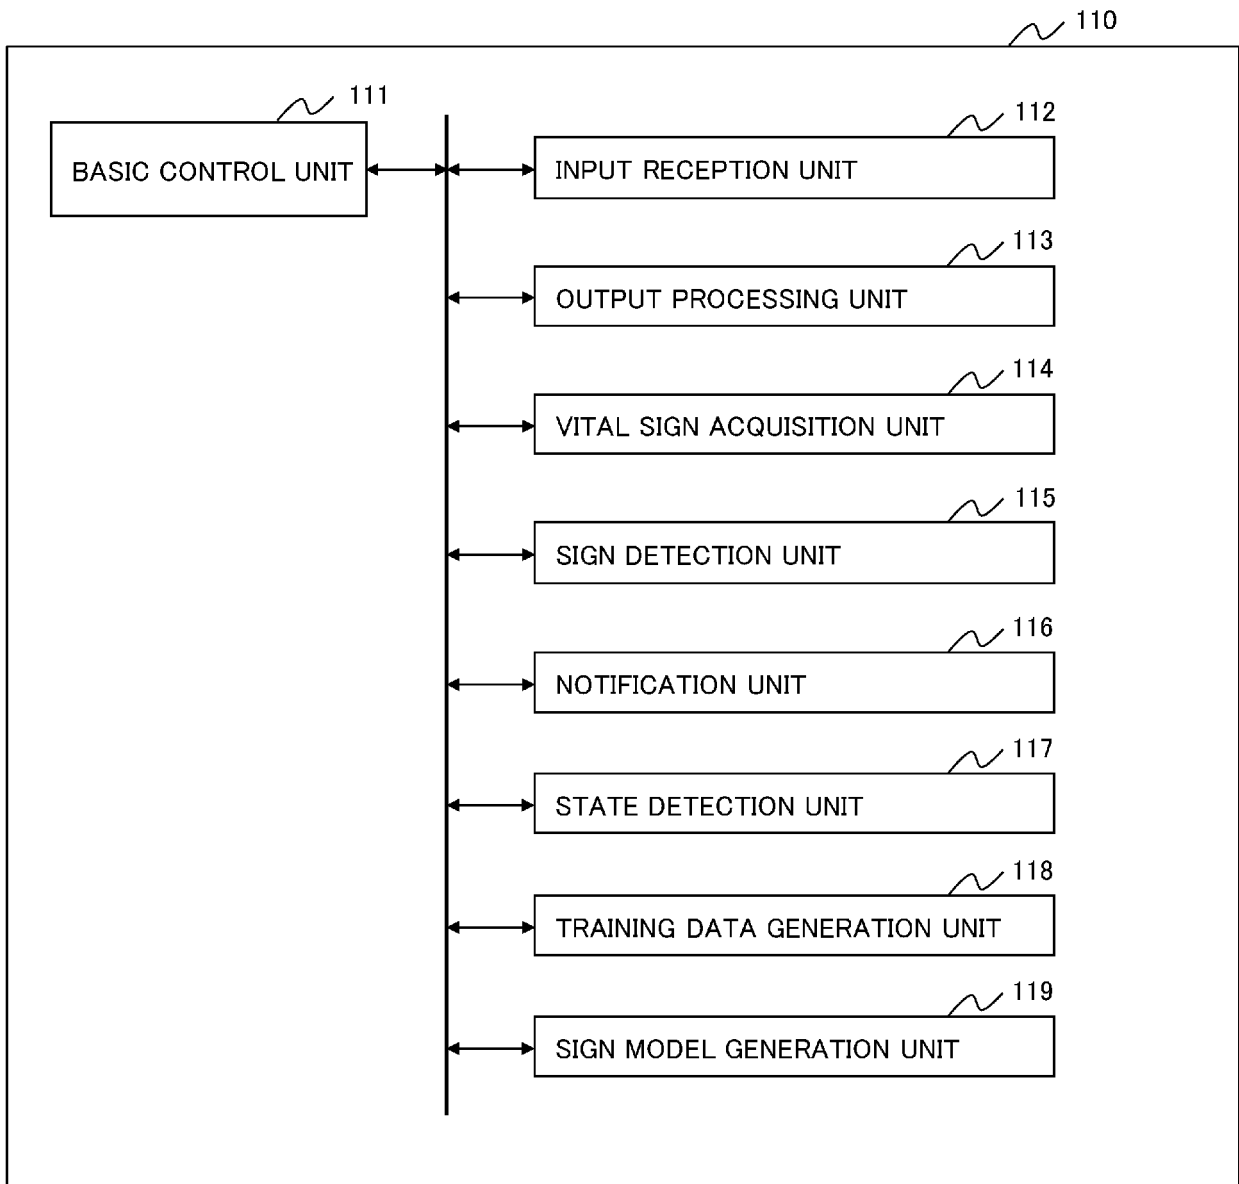 110
111
BASIC CONTROL UNIT
112
INPUT RECEPTION UNIT
113
OUTPUT PROCESSING UNIT
114
VITAL SIGN ACQUISITION UNIT
115
SIGN DETECTION UNIT
116
NOTIFICATION UNIT
117
STATE DETECTION UNIT
118
TRAINING DATA GENERATION UNIT
119
SIGN MODEL GENERATION UNIT